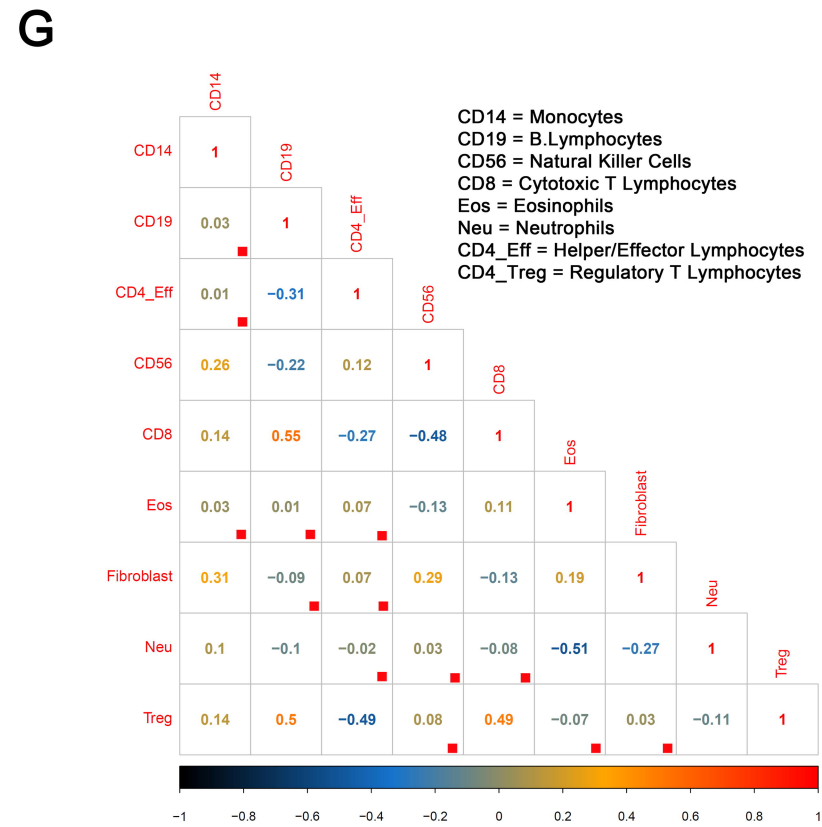 G
CD14
CD14 = Monocytes
CD19 = B.Lymphocytes
CD56 = Natural Killer Cells
CD8 = Cytotoxic T Lymphocytes
Eos = Eosinophils
Neu = Neutrophils
CD4_Eff = Helper/Effector Lymphocytes
CD4_Treg = Regulatory T Lymphocytes
CD14 1 CD19
CD19 0.03 1 CD4_Eff
CD4_Eff 0.01 −0.31 1 CD56
CD56 0.26 −0.22 0.12 1 CD8
CD8 0.14 0.55 −0.27 −0.48 1 Eos
Eos 0.03 0.01 0.07 −0.13 0.11 1 Fibroblast
Fibroblast 0.31 −0.09 0.07 0.29 −0.13 0.19 1 Neu
Neu 0.1 −0.1 −0.02 0.03 −0.08 −0.51 −0.27 1 Treg
Treg 0.14 0.5 −0.49 0.08 0.49 −0.07 0.03 −0.11 1
−1 −0.8 −0.6 −0.4 −0.2 0 0.2 0.4 0.6 0.8 1